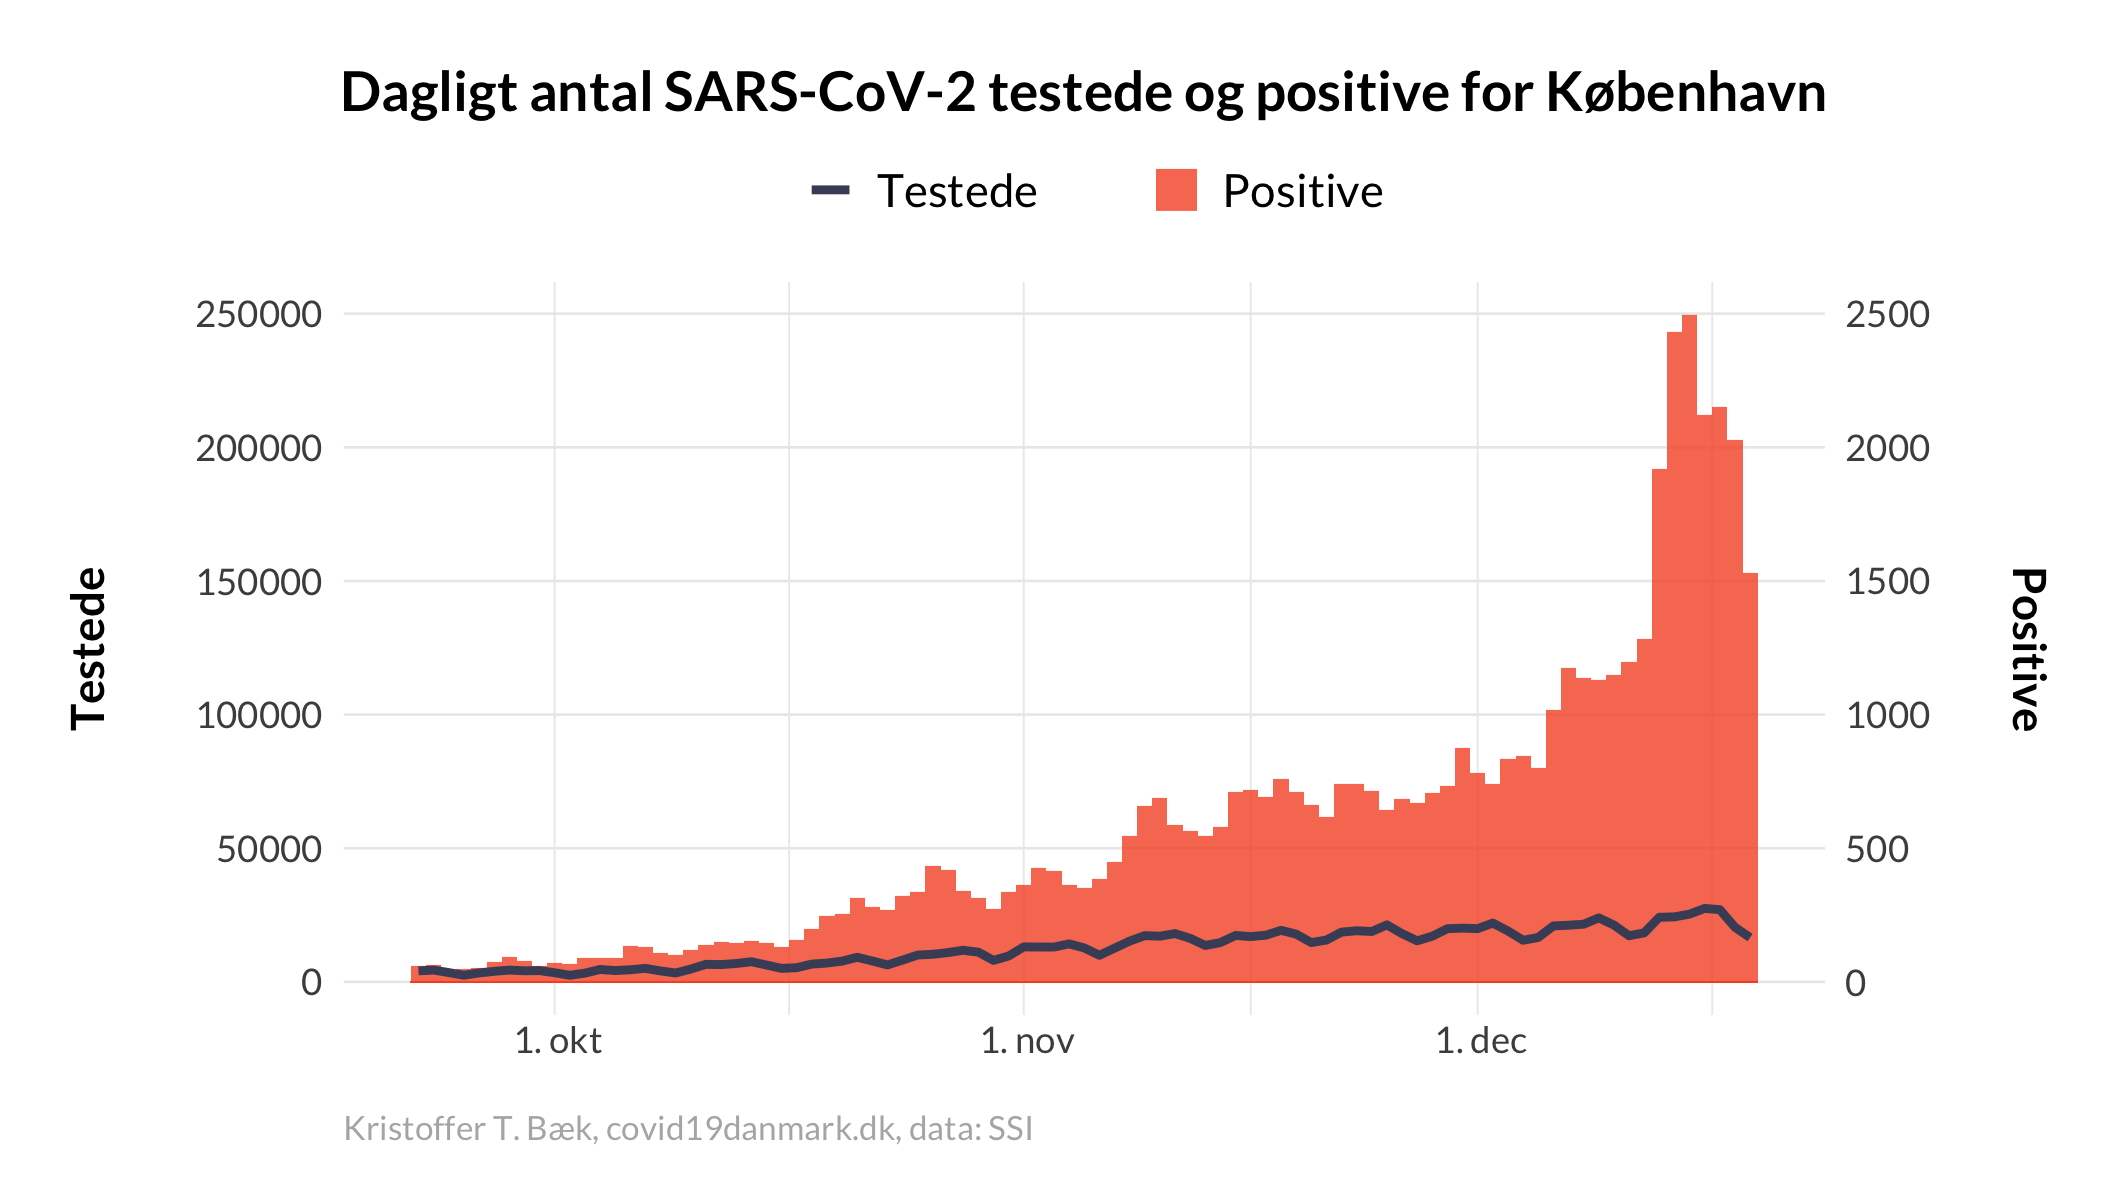 Dagligt antal SARS-CoV-2 testede og positive for København
Testede
Positive
250000
200000
150000
100000
50000
0
Testede
2500
2000
1500
1000
500
0
Positive
1. okt
1. nov
1. dec
Kristoffer T. Bæk, covid19danmark.dk, data: SSI